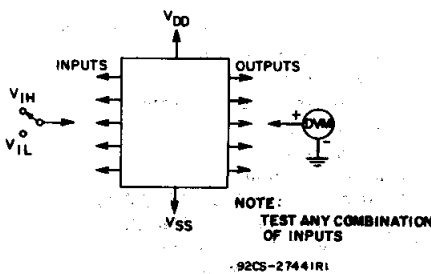 VDD
INPUTS
OUTPUTS
VIH
VIL
+
DVM
-
VSS
NOTE:
TEST ANY COMBINATION
OF INPUTS
92CS-27441R1